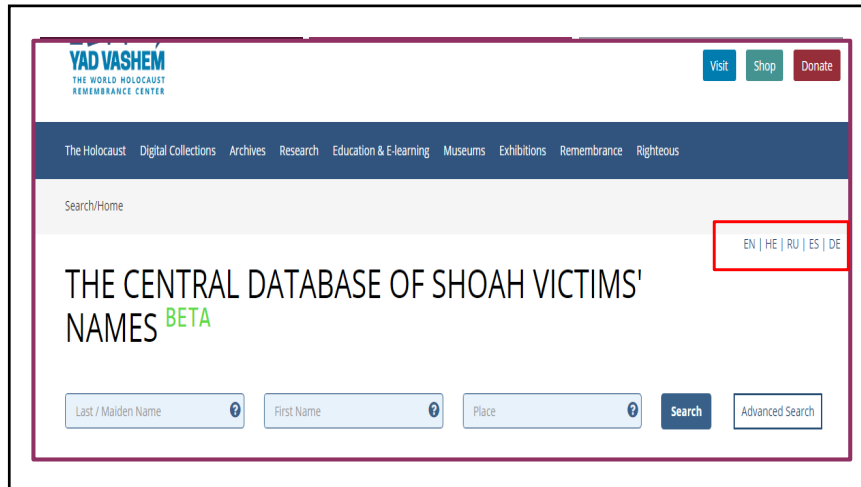 YAD VASHEM
THE WORLD HOLOCAUST
REMEMBRANCE CENTER
Visit Shop Donate
The Holocaust Digital Collections Archives Research Education & E-learning Museums Exhibitions Remembrance Righteous
Search/Home
EN | HE | RU | ES | DE
THE CENTRAL DATABASE OF SHOAH VICTIMS'
NAMES BETA
Last / Maiden Name ? First Name ? Place ? Search Advanced Search